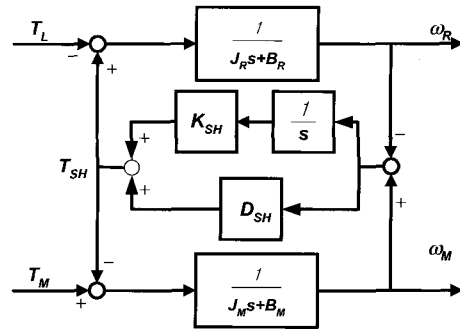 T_L
−
+
1
J_R s+B_R
ω_R
K_SH
1
s
+
−
T_SH
+
D_SH
+
ω_M
−
T_M
+
1
J_M s+B_M